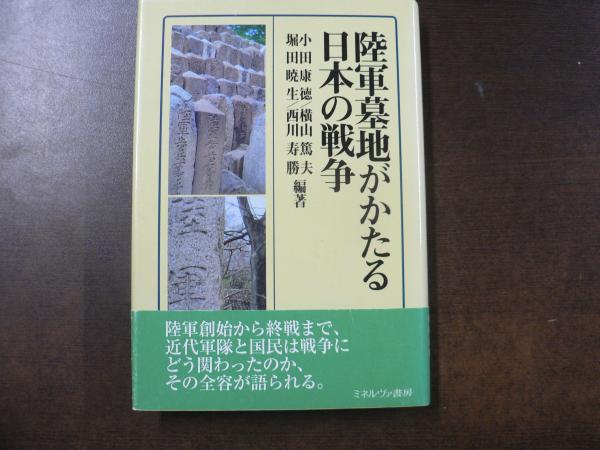 陸軍墓地がかたる
日本の戦争
小田康徳/横山篤夫
堀田暁生/西川寿勝
編著
陸軍
陸軍創始から終戦まで、
近代軍隊と国民は戦争に
どう関わったのか、
その全容が語られる。
ミネルヴァ書房